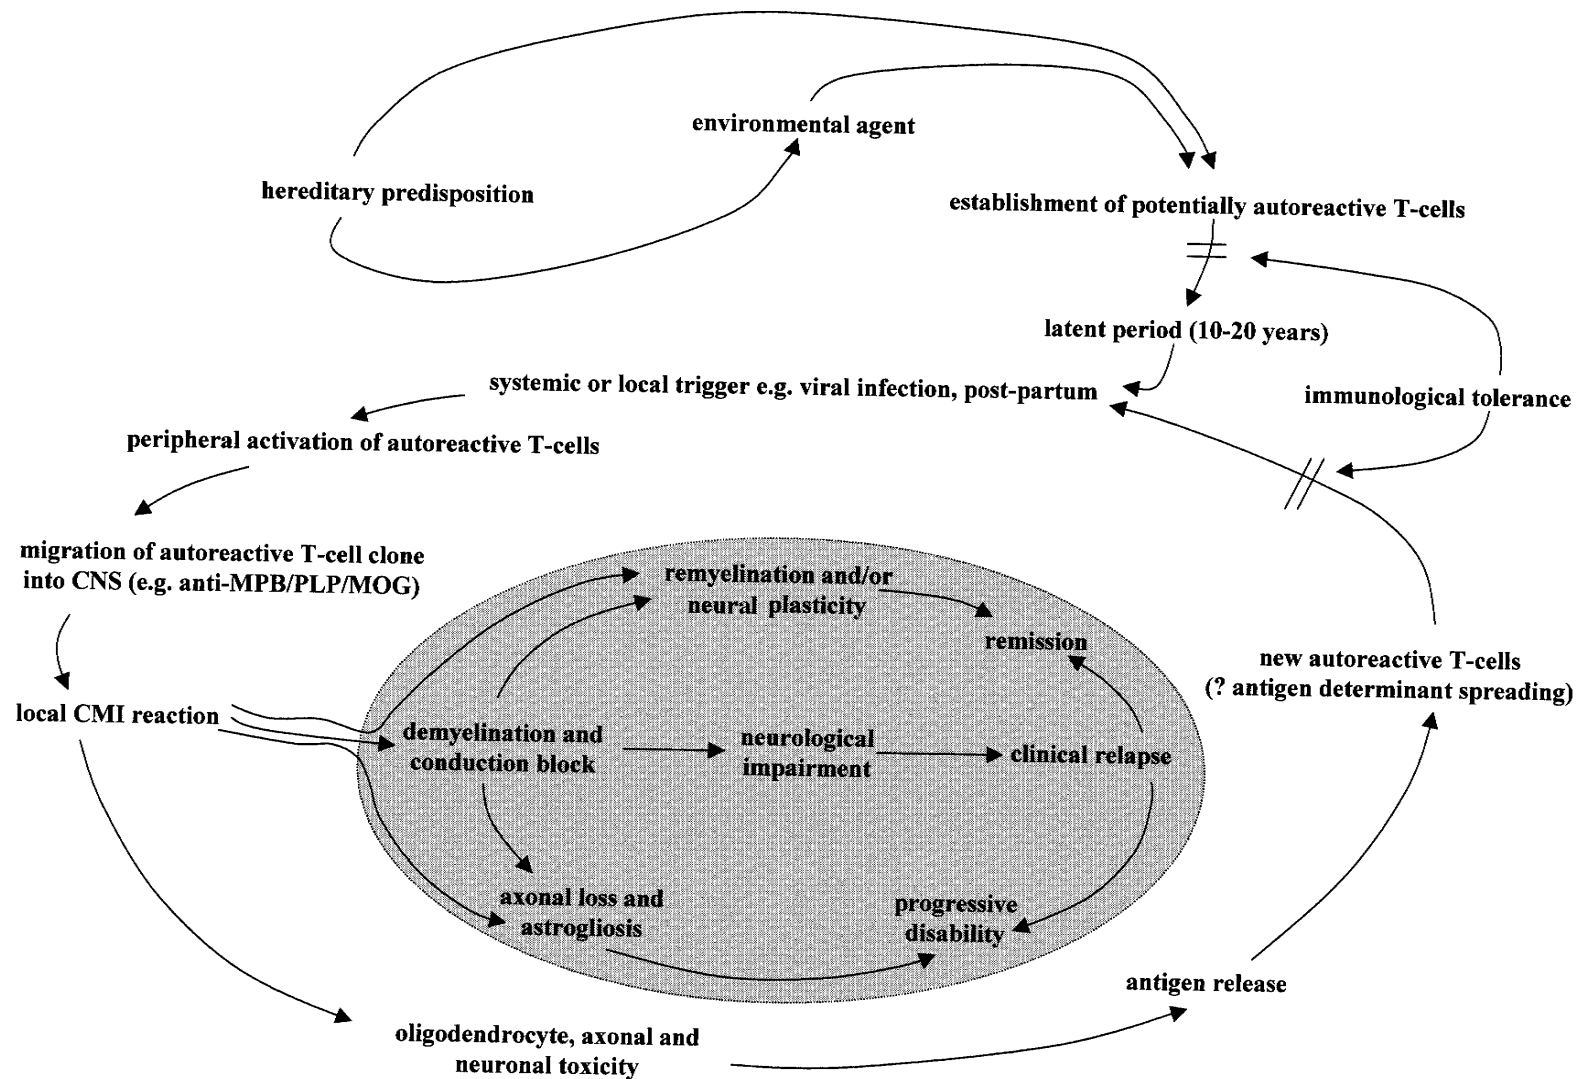 environmental agent
hereditary predisposition
establishment of potentially autoreactive T-cells
latent period (10-20 years)
systemic or local trigger e.g. viral infection, post-partum
immunological tolerance
peripheral activation of autoreactive T-cells
migration of autoreactive T-cell clone
into CNS (e.g. anti-MPB/PLP/MOG)
remyelination and/or
neural plasticity
remission
new autoreactive T-cells
(? antigen determinant spreading)
local CMI reaction
demyelination and
conduction block
neurological
impairment
clinical relapse
axonal loss and
astrogliosis
progressive
disability
antigen release
oligodendrocyte, axonal and
neuronal toxicity